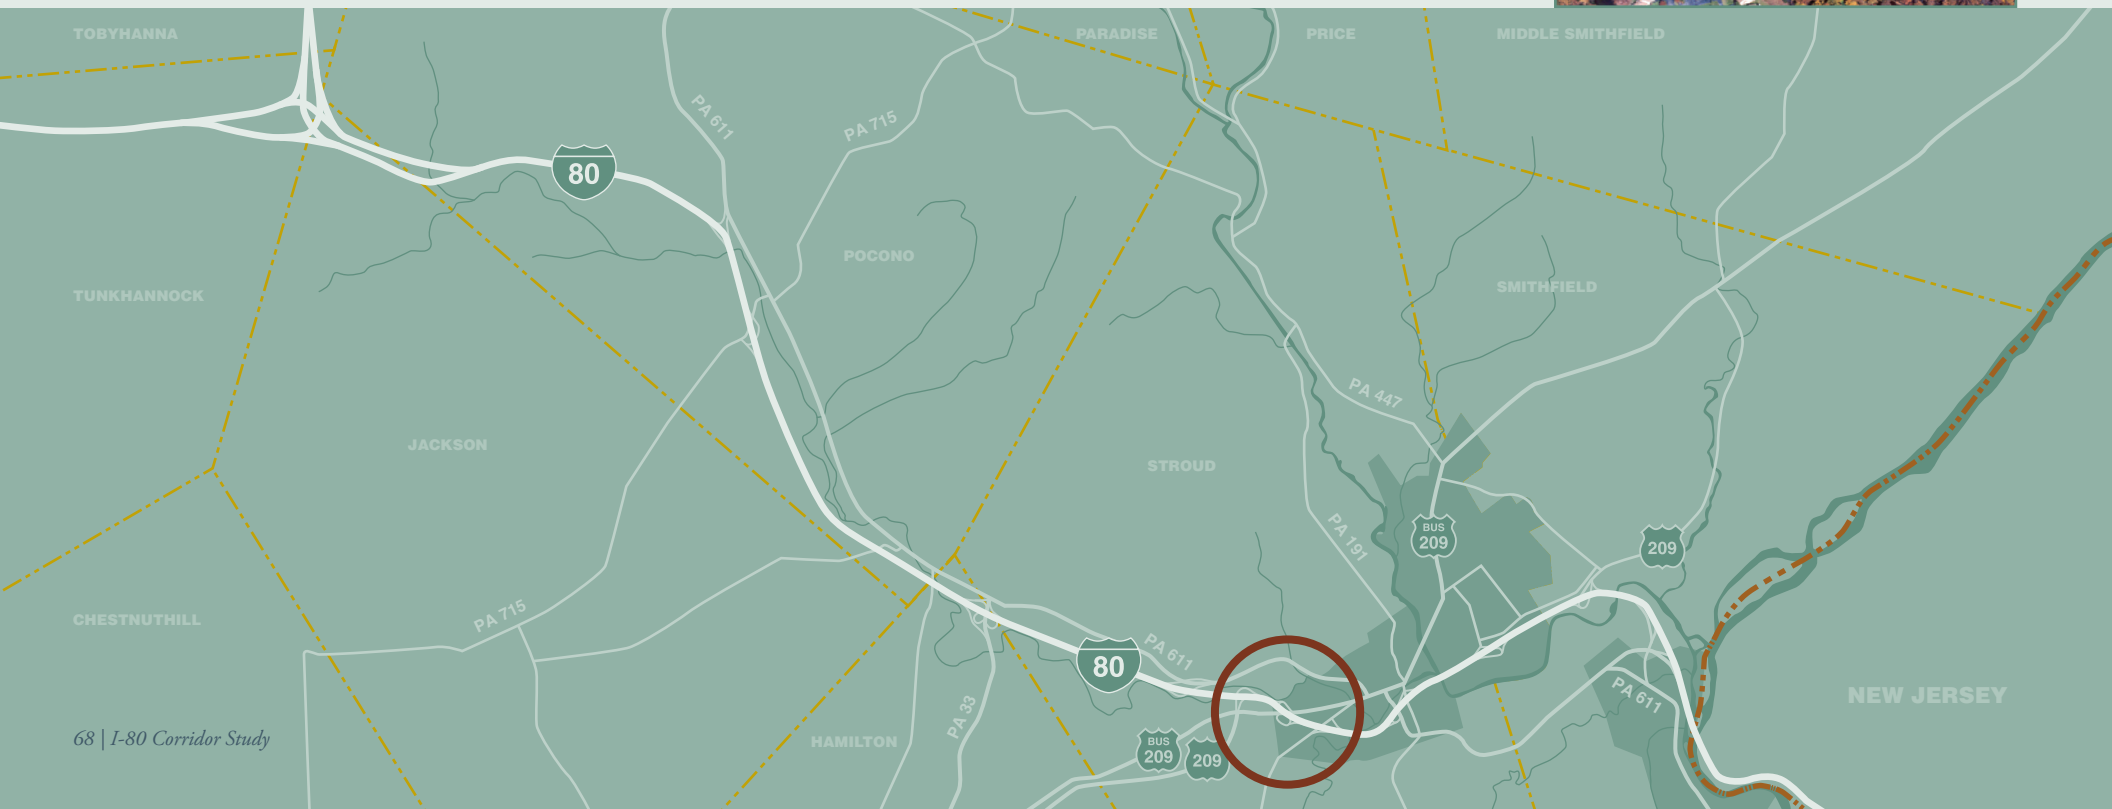 TOBYHANNA
PARADISE
PRICE
MIDDLE SMITHFIELD
PA 611
PA 715
80
POCONO
TUNKHANNOCK
SMITHFIELD
JACKSON
PA 447
STROUD
PA 191
BUS
209
209
CHESTNUTHILL
PA 715
PA 611
80
PA 611
NEW JERSEY
PA 33
68 | I-80 Corridor Study
HAMILTON
BUS
209
209